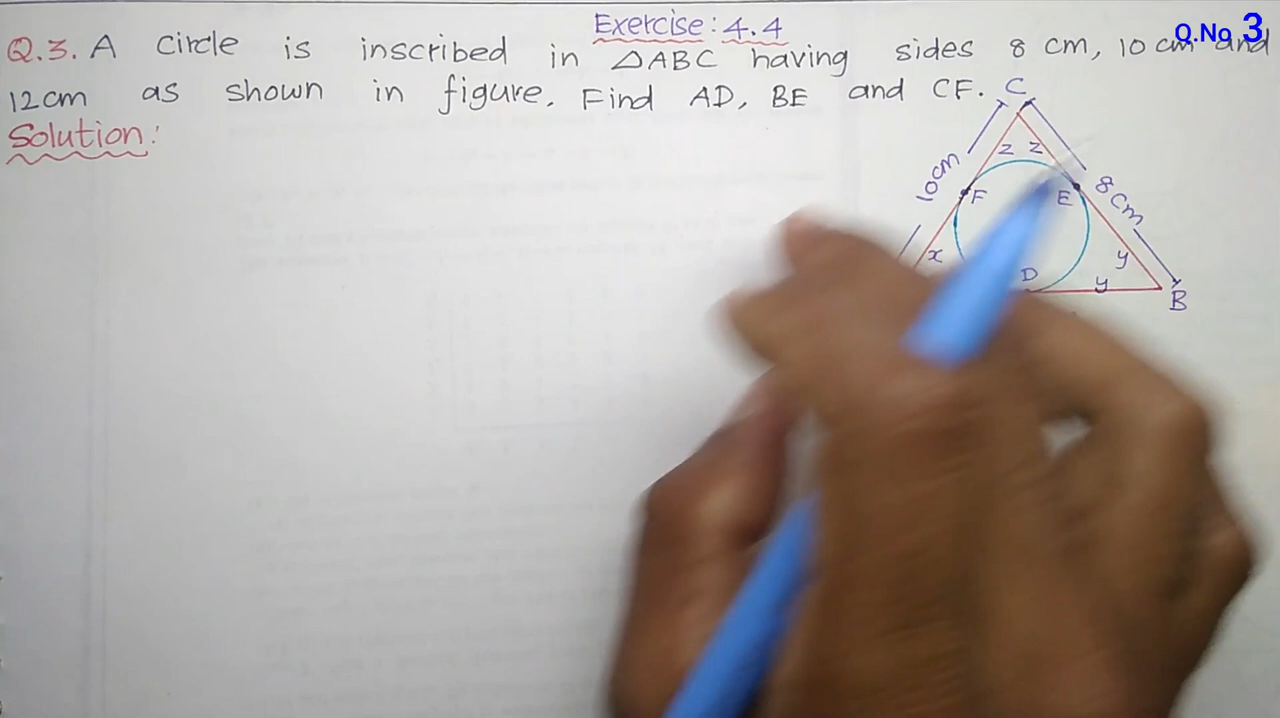 Exercise: 4.4
Q.No 3
Q.3. A circle is inscribed in △ABC having sides 8 cm, 10 cm and
12cm as shown in figure. Find AD, BE and CF.
Solution:
C
z z
10cm
8cm
F
E
x
y
D
y
B